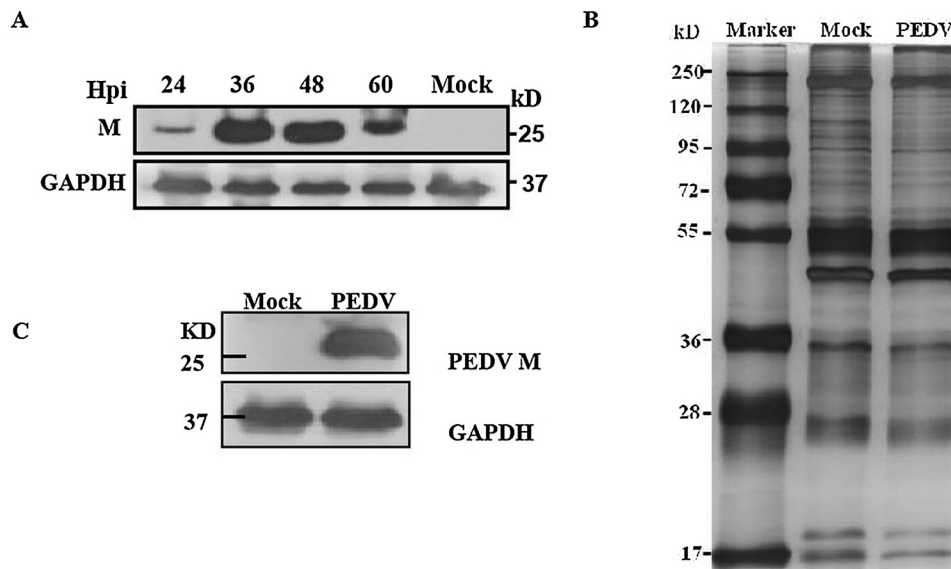 A
Hpi 24 36 48 60 Mock
kD
M
25
GAPDH
37
C
Mock PEDV
KD
25
PEDV M
37
GAPDH
B
kD Marker Mock PEDV
250
120
95
72
55
36
28
17